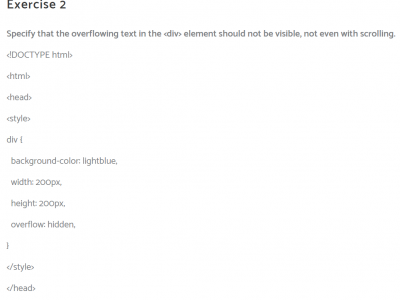 Exercise 2
Specify that the overflowing text in the <div> element should not be visible, not even with scrolling.
<!DOCTYPE html>
<html>
<head>
<style>
div {
background-color: lightblue,
width: 200px,
height: 200px,
overflow: hidden,
}
</style>
</head>